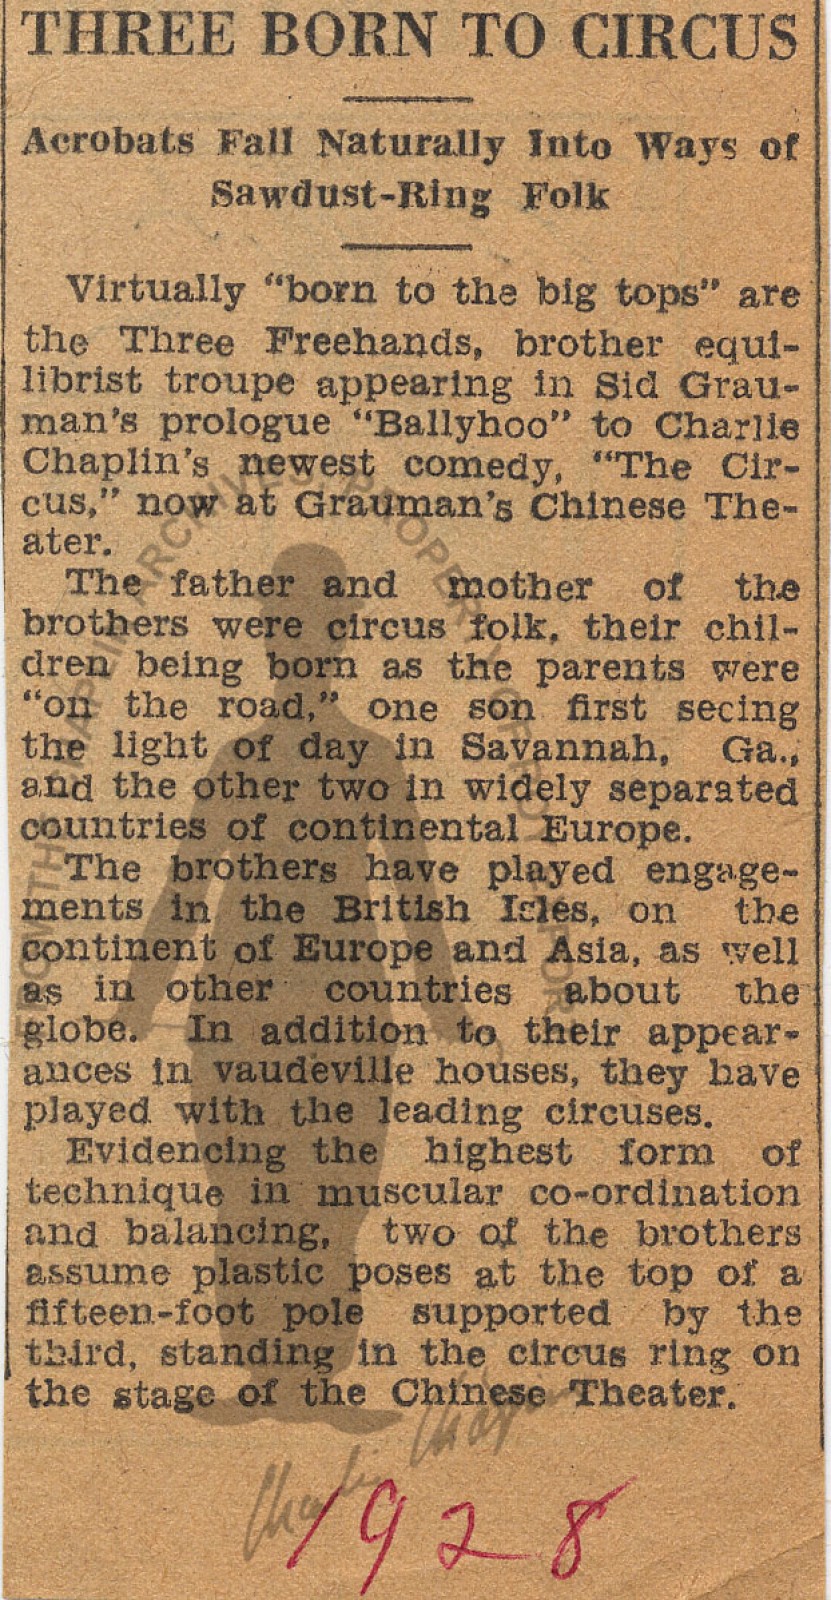 THREE BORN TO CIRCUS
Acrobats Fall Naturally Into Ways of
Sawdust-Ring Folk
Virtually “born to the big tops” are
the Three Freehands, brother equi-
librist troupe appearing in Sid Grau-
man’s prologue “Ballyhoo” to Charlie
Chaplin’s newest comedy, “The Cir-
cus,” now at Grauman’s Chinese The-
ater.
The father and mother of the
brothers were circus folk, their chil-
dren being born as the parents were
“on the road,” one son first secing
the light of day in Savannah, Ga.,
and the other two in widely separated
countries of continental Europe.
The brothers have played engage-
ments in the British Isles, on the
continent of Europe and Asia, as well
as in other countries about the
globe. In addition to their appear-
ances in vaudeville houses, they have
played with the leading circuses.
Evidencing the highest form of
technique in muscular co-ordination
and balancing, two of the brothers
assume plastic poses at the top of a
fifteen-foot pole supported by the
third, standing in the circus ring on
the stage of the Chinese Theater.
Charlie Chaplin
1928